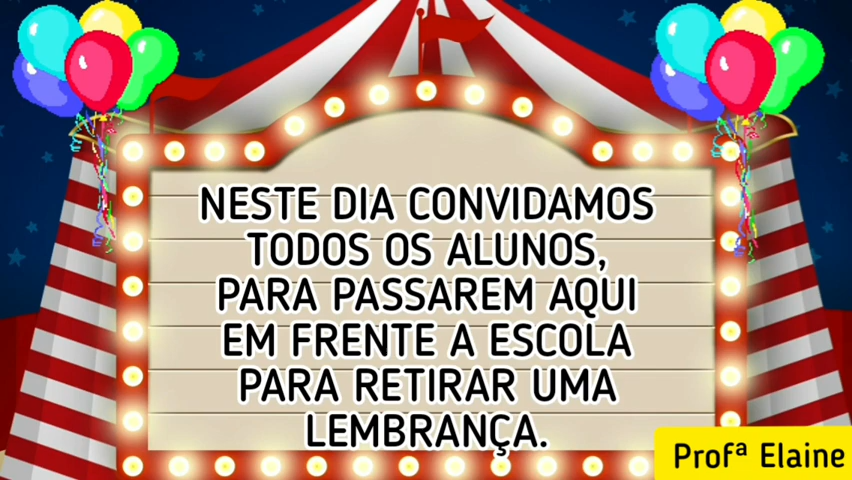 NESTE DIA CONVIDAMOS
TODOS OS ALUNOS,
PARA PASSAREM AQUI
EM FRENTE A ESCOLA
PARA RETIRAR UMA
LEMBRANÇA.
Profª Elaine